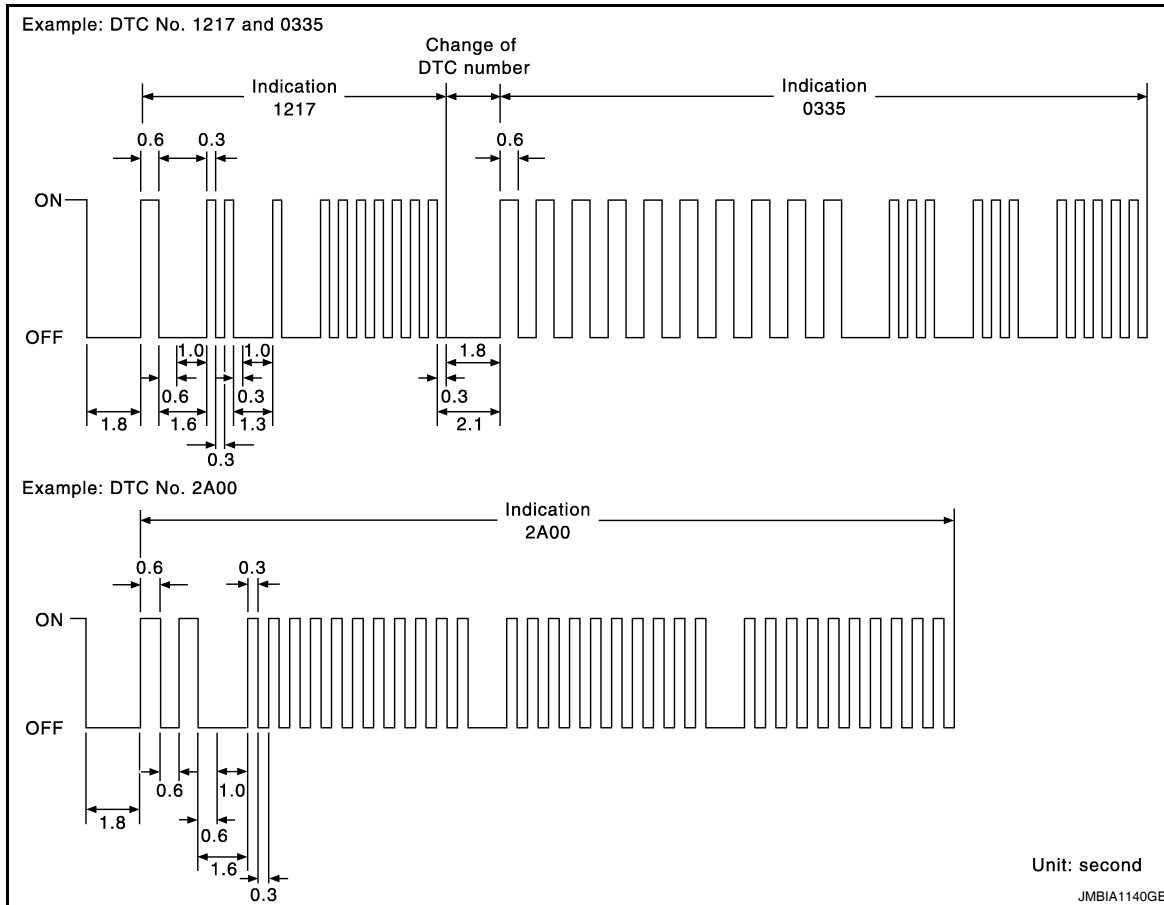 Example: DTC No. 1217 and 0335
Change of
DTC number
Indication
1217
Indication
0335
0.6
0.3
0.6
ON
OFF
1.0
1.0
1.8
0.6
0.3
0.3
1.8
1.6
1.3
2.1
0.3
Example: DTC No. 2A00
Indication
2A00
0.6
0.3
ON
OFF
0.6
1.0
1.8
0.6
1.6
0.3
Unit: second
JMBIA1140GB